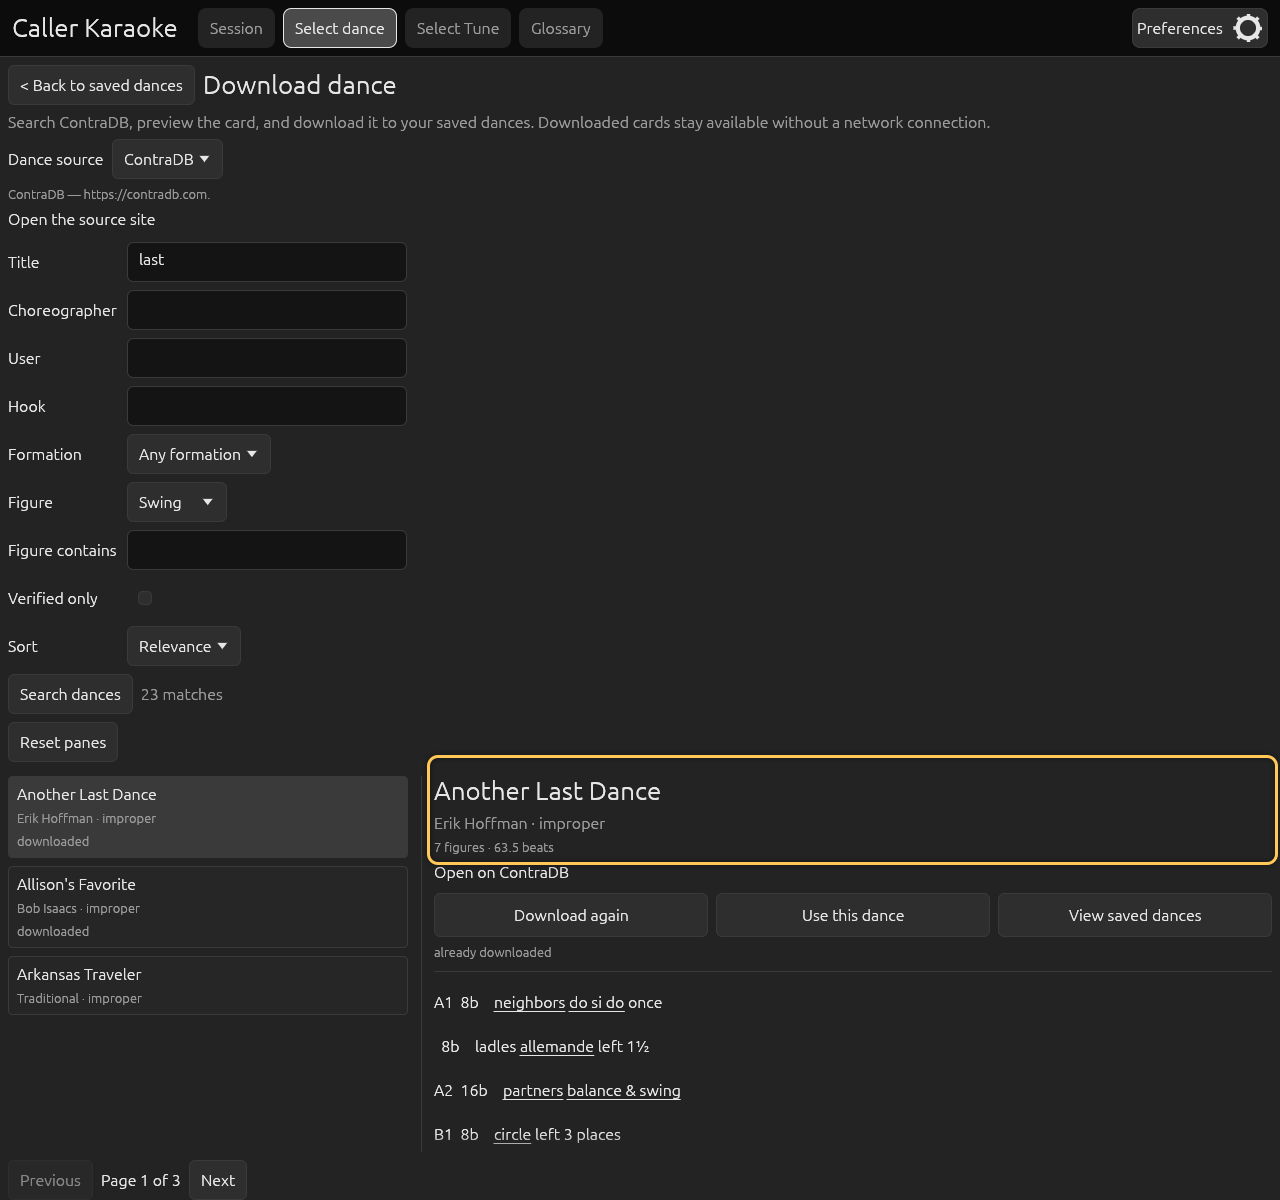 Caller Karaoke Session Select dance Select Tune Glossary Preferences
< Back to saved dances Download dance
Search ContraDB, preview the card, and download it to your saved dances. Downloaded cards stay available without a network connection.
Dance source ContraDB
ContraDB — https://contradb.com.
Open the source site
Title last
Choreographer
User
Hook
Formation Any formation
Figure Swing
Figure contains
Verified only
Sort Relevance
Search dances 23 matches
Reset panes
Another Last Dance
Erik Hoffman · improper
downloaded
Allison's Favorite
Bob Isaacs · improper
downloaded
Arkansas Traveler
Traditional · improper
Another Last Dance
Erik Hoffman · improper
7 figures · 63.5 beats
Open on ContraDB
Download again Use this dance View saved dances
already downloaded
A1 8b neighbors do si do once
8b ladles allemande left 1½
A2 16b partners balance & swing
B1 8b circle left 3 places
Previous Page 1 of 3 Next